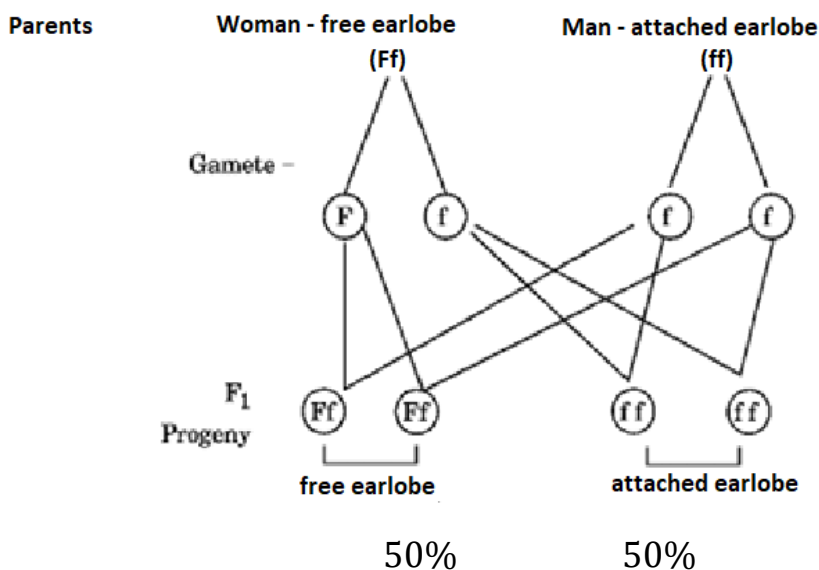 Parents Woman - free earlobe Man - attached earlobe
(Ff) (ff)
Gamete -
F f f f
F1
Ff Ff ff ff
Progeny
free earlobe attached earlobe
50% 50%